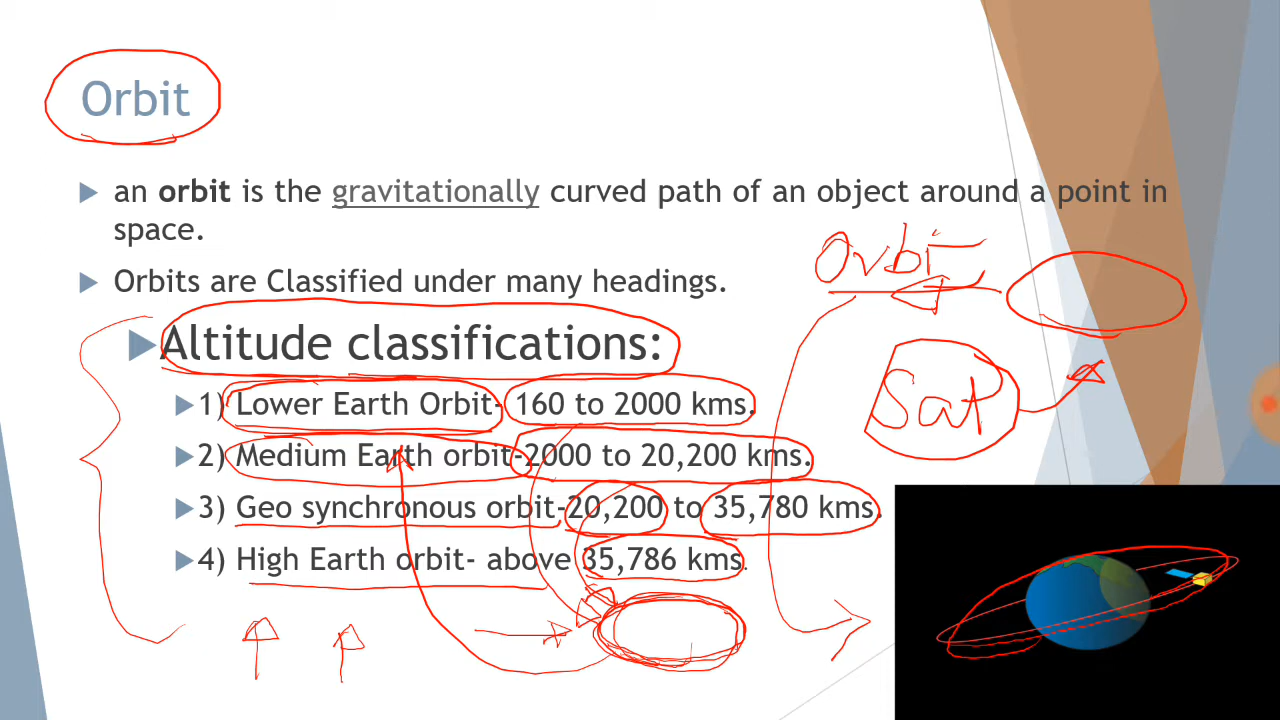 Orbit
an orbit is the gravitationally curved path of an object around a point in
space.
Orbits are Classified under many headings.
Altitude classifications:
1) Lower Earth Orbit- 160 to 2000 kms.
2) Medium Earth orbit-2000 to 20,200 kms.
3) Geo synchronous orbit-20,200 to 35,780 kms.
4) High Earth orbit- above 35,786 kms.
Orbi
Sat